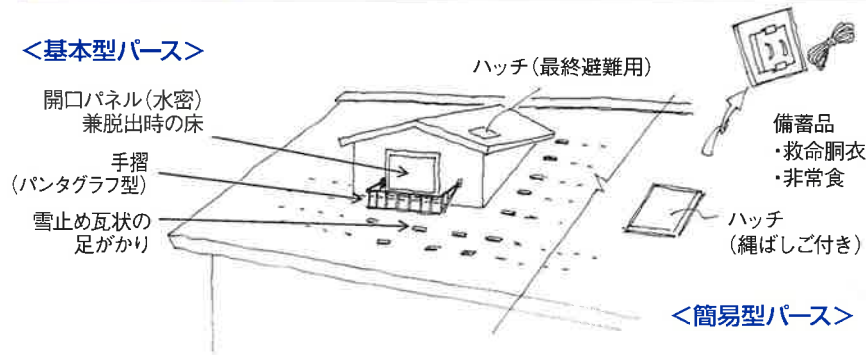 <基本型パース>
ハッチ(最終避難用)
開口パネル(水密)
兼脱出時の床
手摺
(パンタグラフ型)
雪止め瓦状の
足がかり
備蓄品
・救命胴衣
・非常食
ハッチ
(縄ばしご付き)
<簡易型パース>